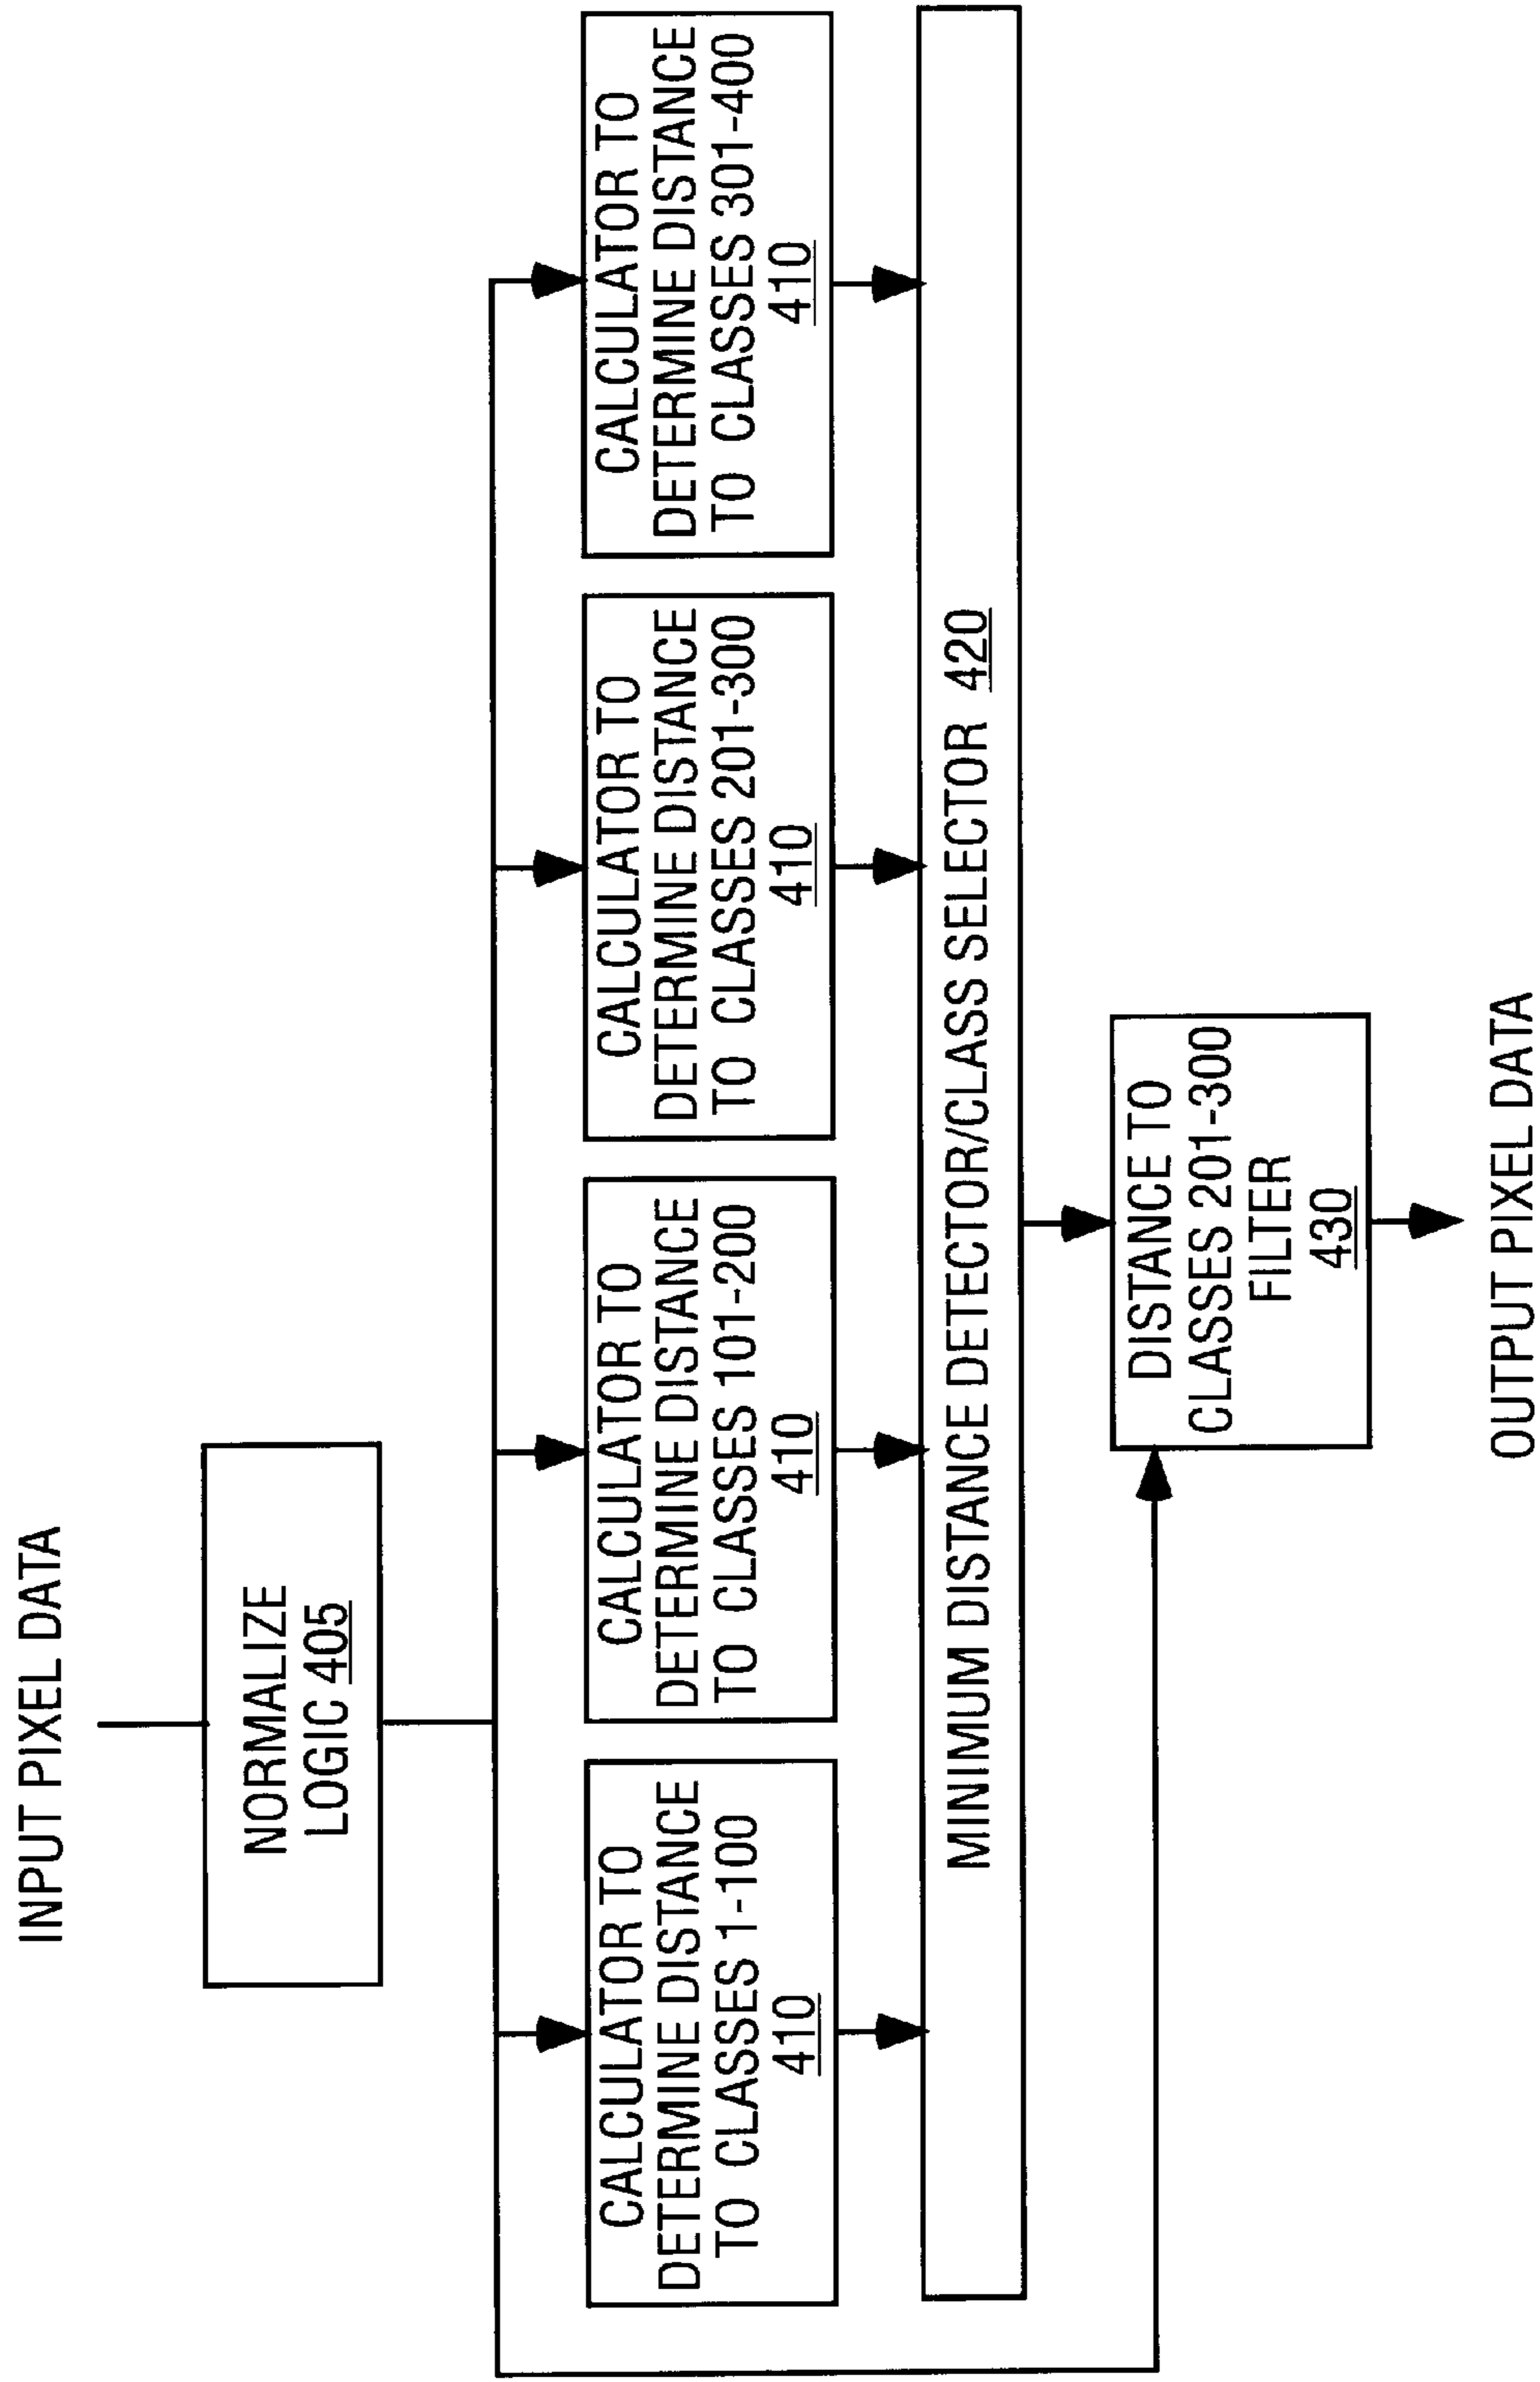 INPUT PIXEL DATA
NORMALIZE
LOGIC 405
CALCULATOR TO
DETERMINE DISTANCE
TO CLASSES 1-100
410
CALCULATOR TO
DETERMINE DISTANCE
TO CLASSES 101-200
410
CALCULATOR TO
DETERMINE DISTANCE
TO CLASSES 201-300
410
CALCULATOR TO
DETERMINE DISTANCE
TO CLASSES 301-400
410
MINIMUM DISTANCE DETECTOR/CLASS SELECTOR 420
DISTANCE TO
CLASSES 201-300
FILTER
430
OUTPUT PIXEL DATA